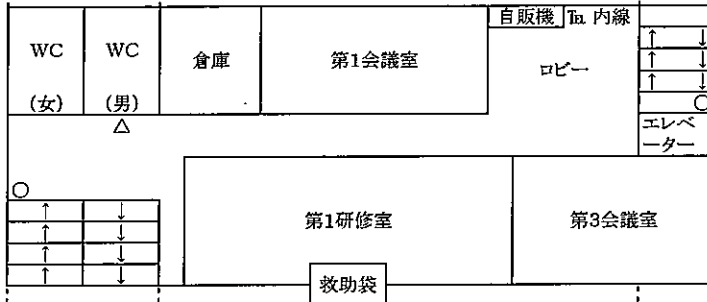 自販機 ℡ 内線
WC
WC
倉庫
第1会議室
ロビー
↑ ↓
↑ ↓
↑ ↓
(女)
(男)
△
○
エレベ
ーター
○
↑ ↓
↑ ↓
↑ ↓
↑ ↓
第1研修室
第3会議室
救助袋